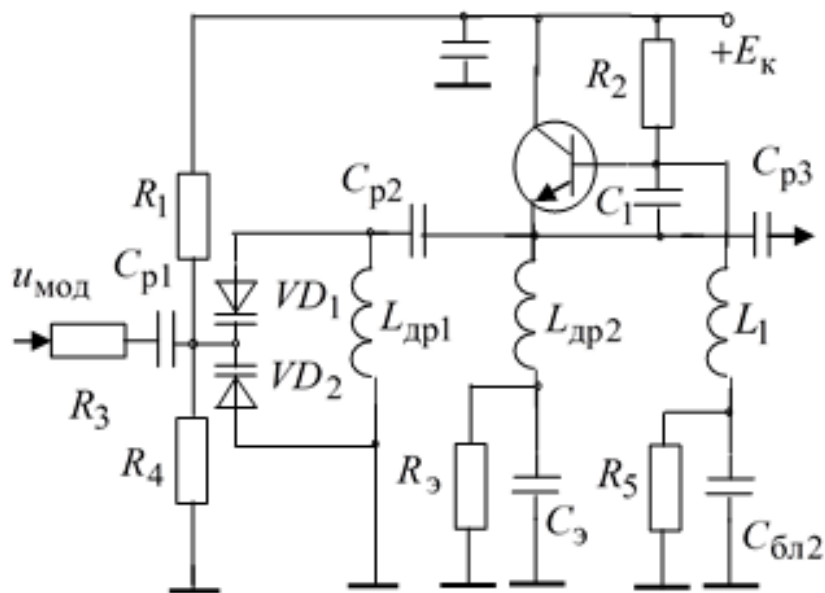 +Eк
R2
Cр2
Cр3
R1
C1
Cр1
uмод
VD1
Lдр1
Lдр2
L1
VD2
R3
R4
Rэ
R5
Cэ
Cбл2